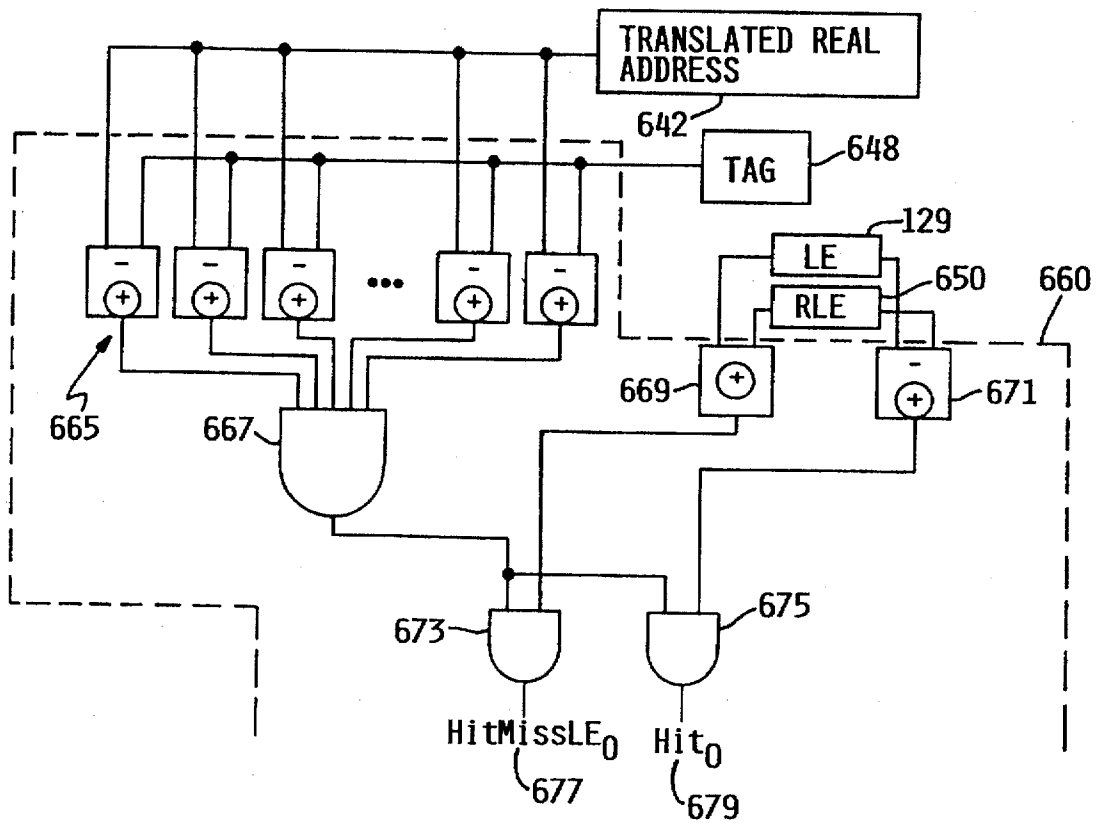 TRANSLATED REAL
ADDRESS
642
TAG
648
129
LE
650
RLE
660
669
671
665
667
673
675
HitMissLE0
Hit0
677
679